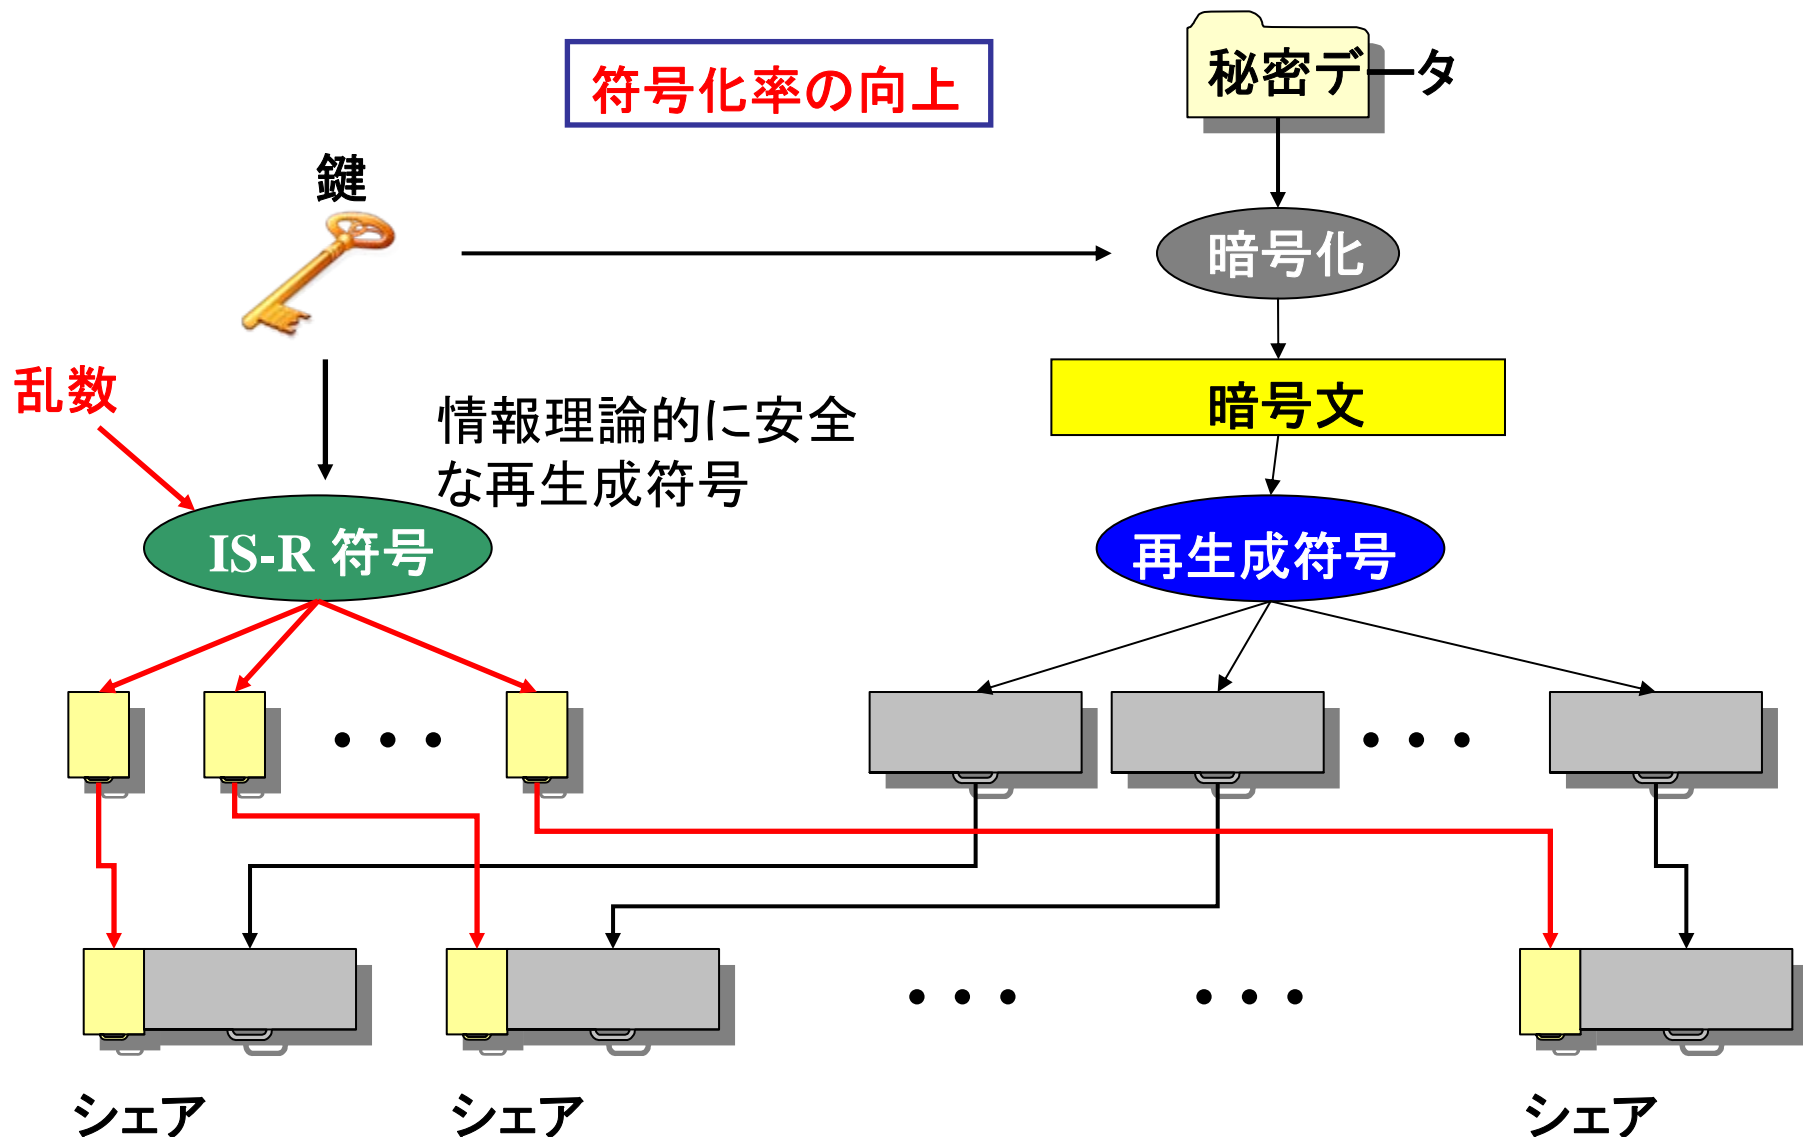 符号化率の向上
秘密データ
鍵
暗号化
乱数
情報理論的に安全
な再生成符号
暗号文
IS-R 符号
再生成符号
・・・
・・・
・・・
・・・
シェア
シェア
シェア